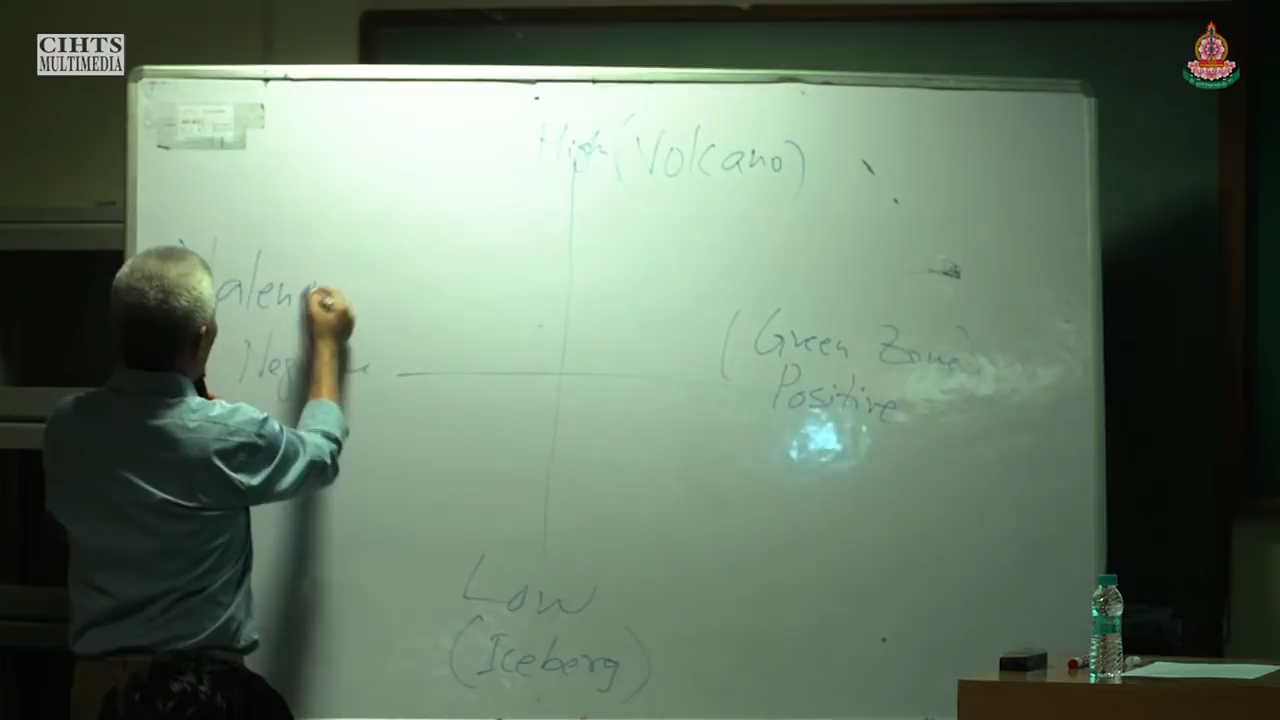 CIHTS
MULTIMEDIA
High (Volcano)
(Green Zone)
Positive
Low
(Iceberg)